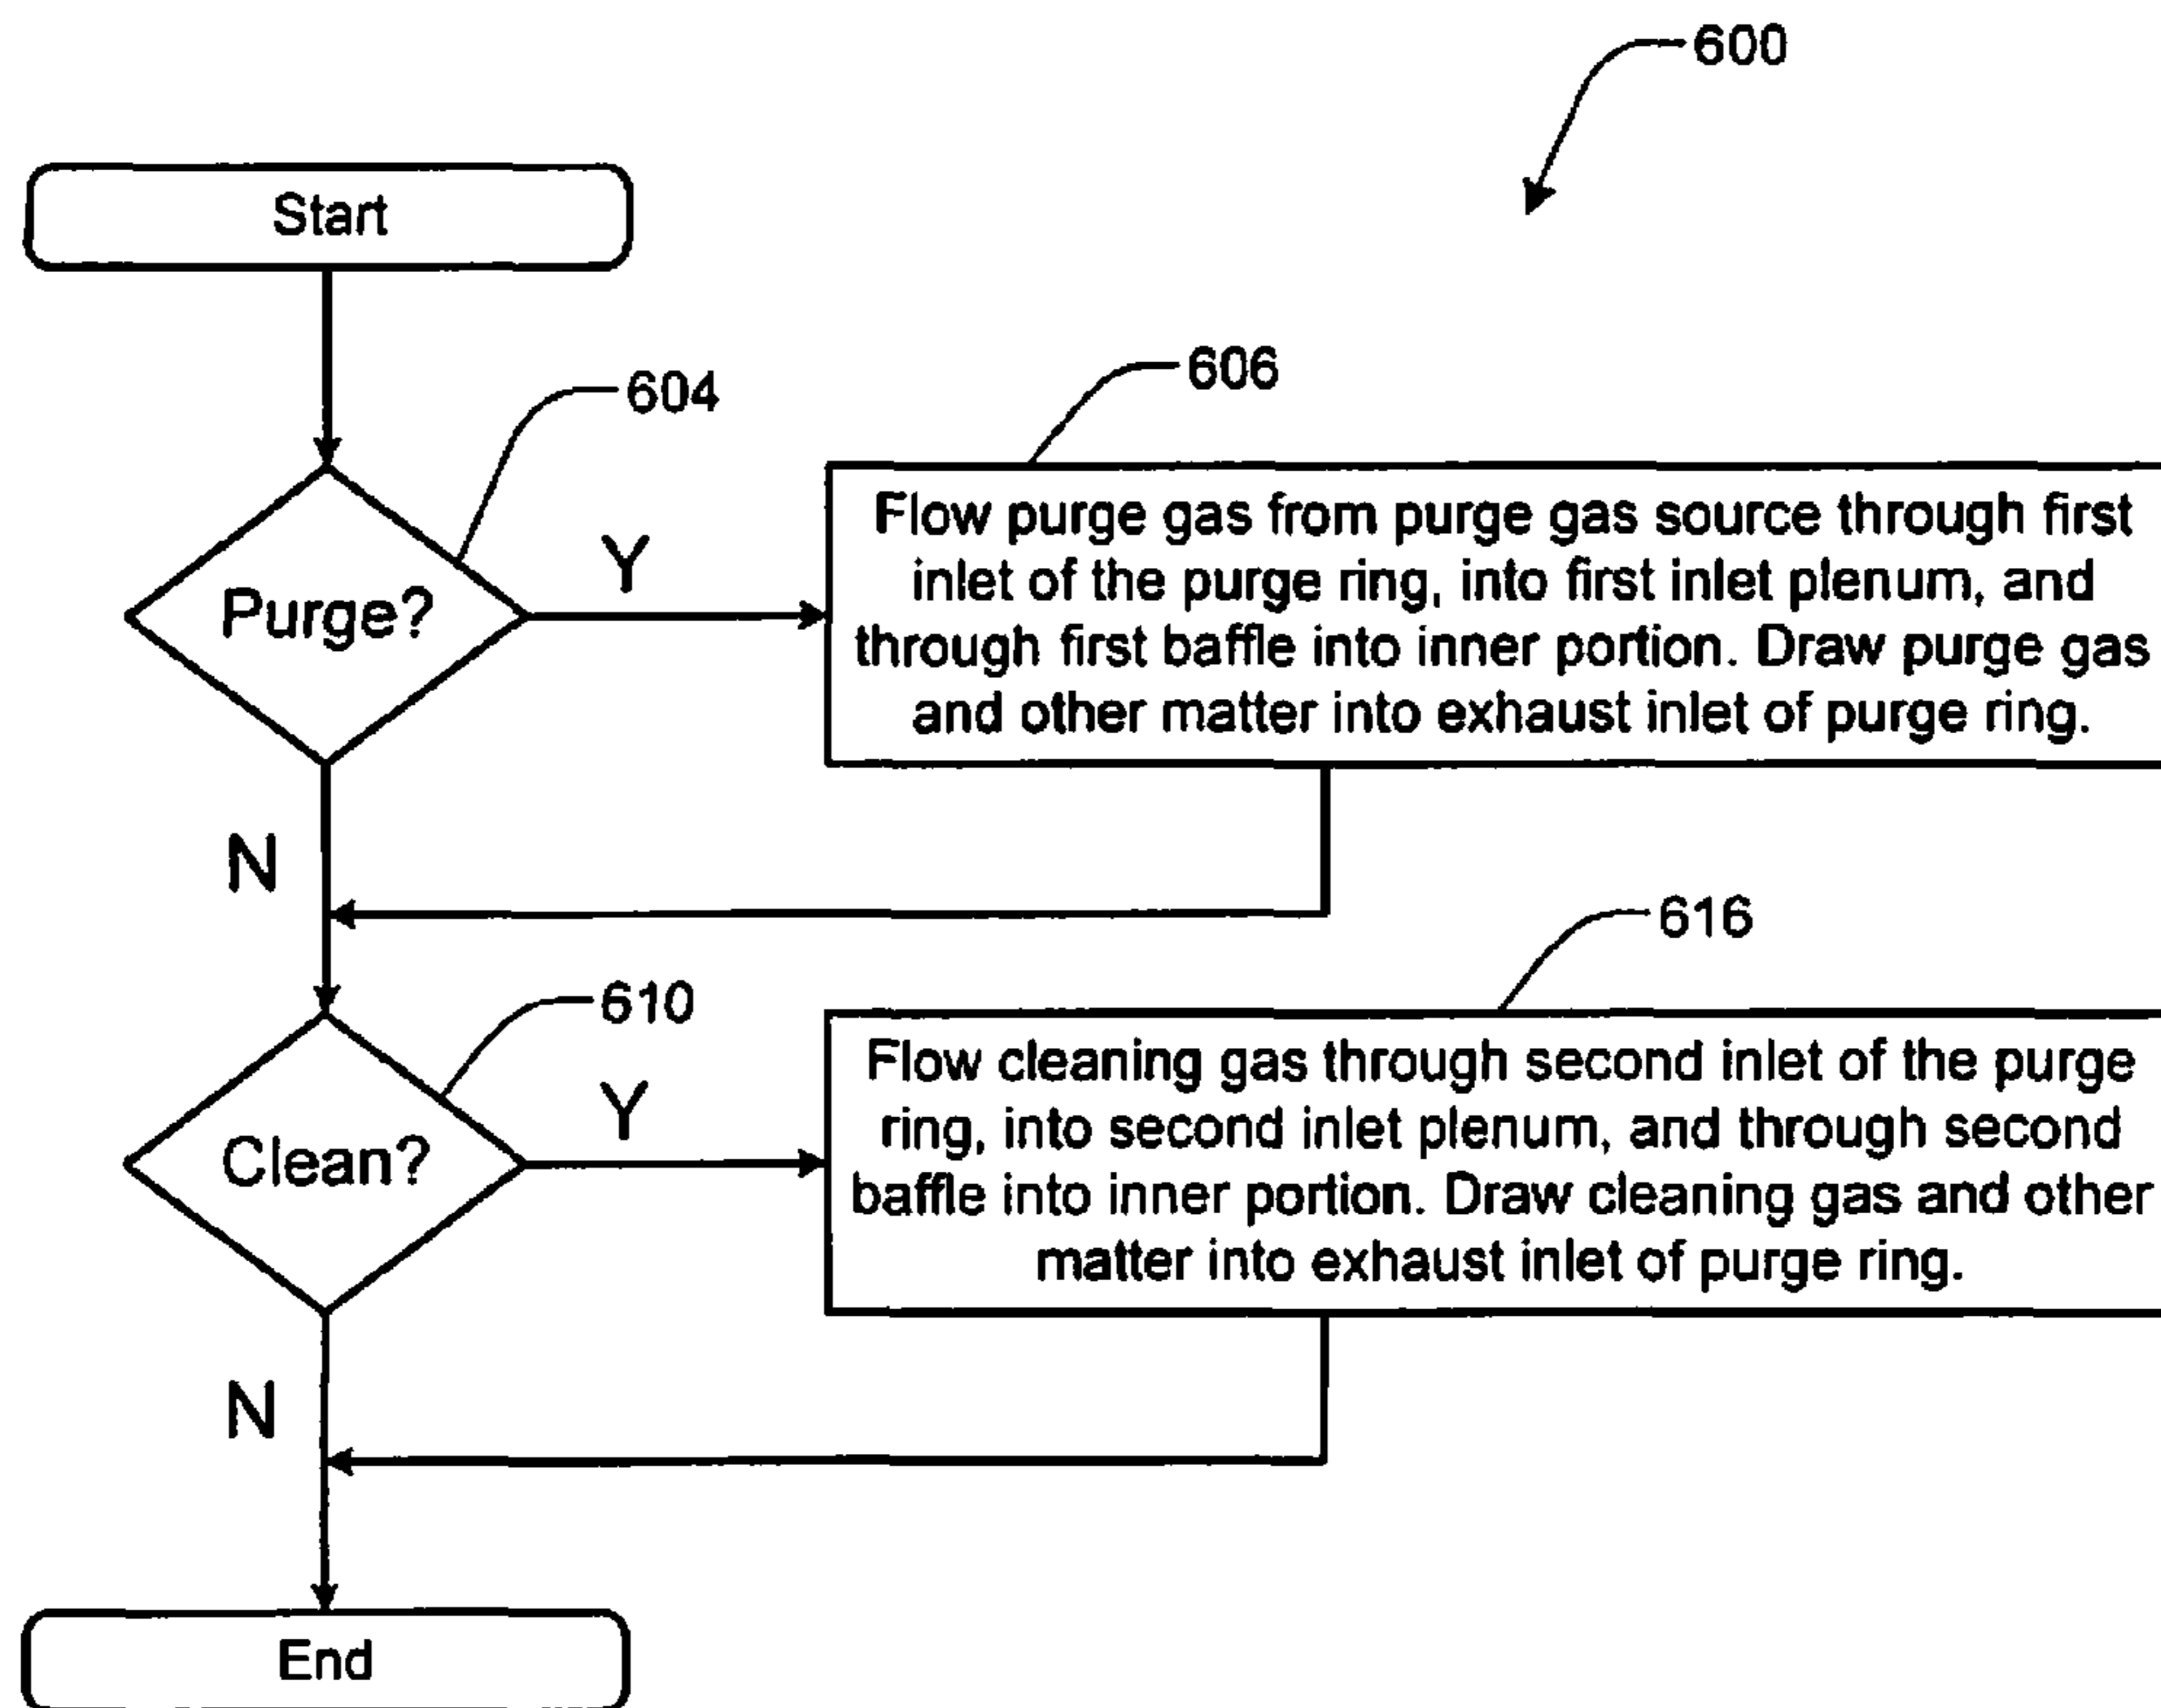 600
Start
604
606
Purge?
Y
Flow purge gas from purge gas source through first
inlet of the purge ring, into first inlet plenum, and
through first baffle into inner portion. Draw purge gas
and other matter into exhaust inlet of purge ring.
N
610
616
Clean?
Y
Flow cleaning gas through second inlet of the purge
ring, into second inlet plenum, and through second
baffle into inner portion. Draw cleaning gas and other
matter into exhaust inlet of purge ring.
N
End